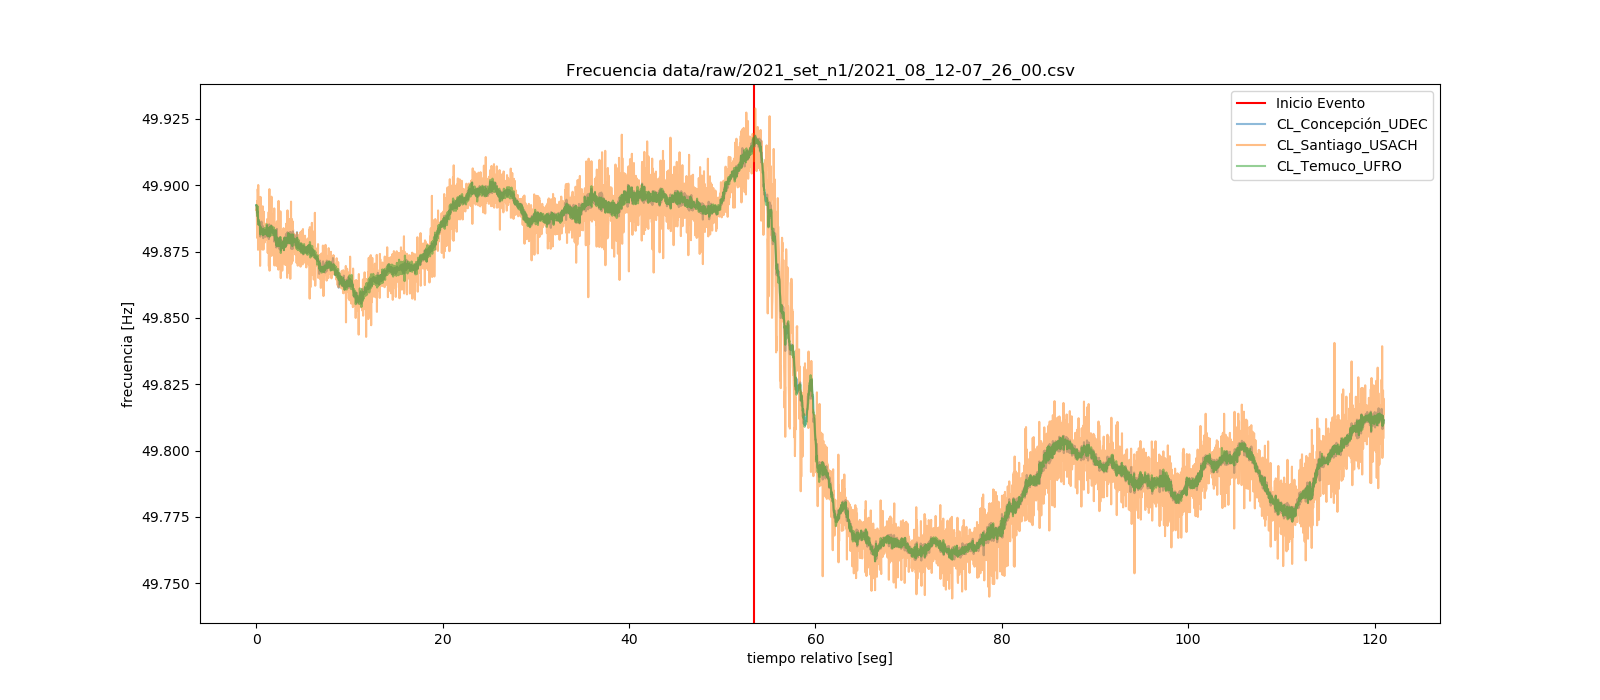 Frecuencia data/raw/2021_set_n1/2021_08_12-07_26_00.csv
Inicio Evento
CL_Concepción_UDEC
CL_Santiago_USACH
CL_Temuco_UFRO
frecuencia [Hz]
49.925
49.900
49.875
49.850
49.825
49.800
49.775
49.750
0 20 40 60 80 100 120
tiempo relativo [seg]